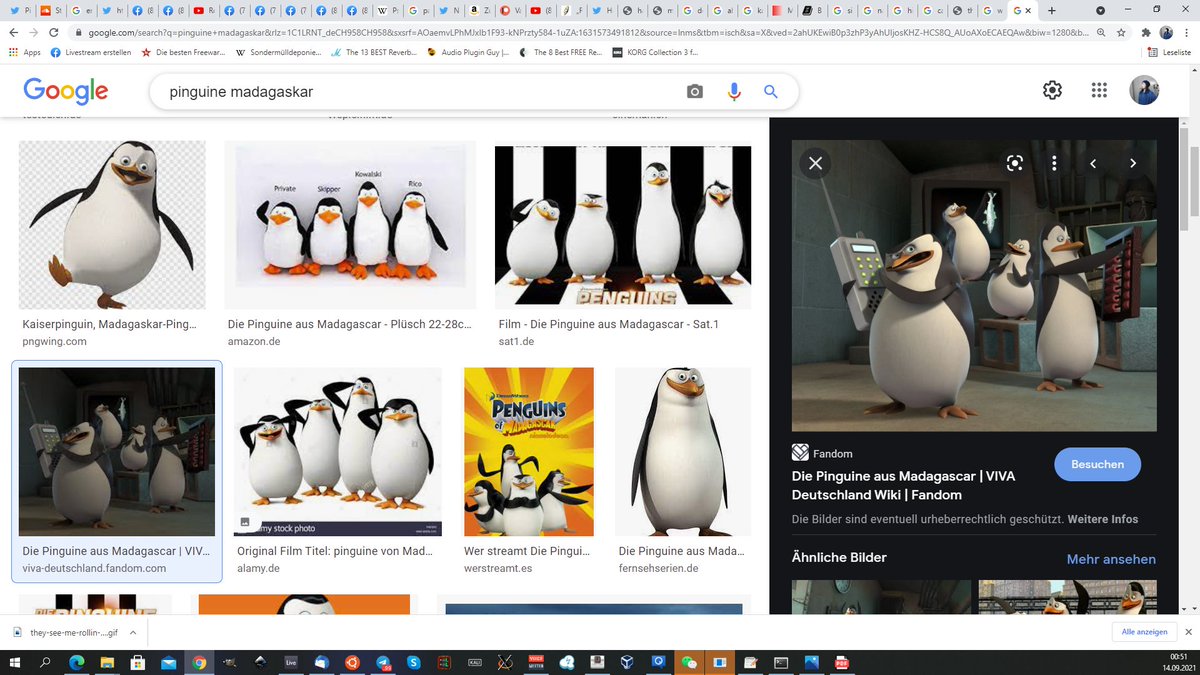 google.com/search?q=pinguine+madagaskar&rlz=1C1LRNT_deCH958CH958&sxsrf=AOaemvLPhMJxIb1F93-kNPrzty584-1uZA:1631573491812&source=lnms&tbm=isch&sa=X&ved=2ahUKEwiB0p3zhP3yAhUIjosKHZ-HCS8Q_AUoAXoECAEQAw&biw=1280&b...
Apps
Livestream erstellen
Die besten Freewar...
Sondermülldeponie...
The 13 BEST Reverb...
Audio Plugin Guy |...
The 8 Best FREE Re...
KORG Collection 3 f...
Leseliste
Google
pinguine madagaskar
Private
Skipper
Kowalski
Rico
PENGUINS
Kaiserpinguin, Madagaskar-Ping...
pngwing.com
Die Pinguine aus Madagascar - Plüsch 22-28c...
amazon.de
Film - Die Pinguine aus Madagascar - Sat.1
sat1.de
PENGUINS
of MADAGASCAR
nickelodeon
alamy stock photo
Die Pinguine aus Madagascar | VIV...
viva-deutschland.fandom.com
Original Film Titel: pinguine von Mad...
alamy.de
Wer streamt Die Pingui...
werstreamt.es
Die Pinguine aus Mada...
fernsehserien.de
Fandom
Die Pinguine aus Madagascar | VIVA
Deutschland Wiki | Fandom
Besuchen
Die Bilder sind eventuell urheberrechtlich geschützt. Weitere Infos
Ähnliche Bilder
Mehr ansehen
they-see-me-rollin-....gif
Alle anzeigen
Live
00:51
14.09.2021